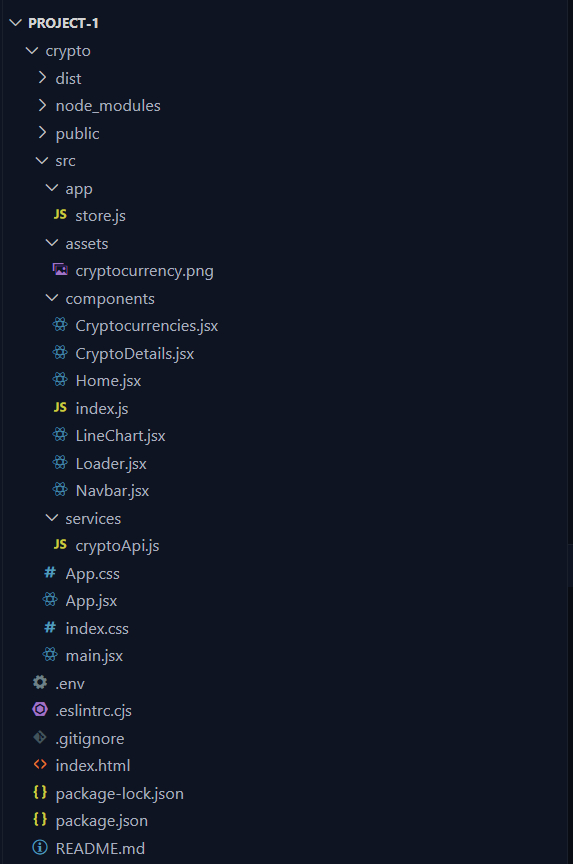 PROJECT-1
crypto
dist
node_modules
public
src
app
JS store.js
assets
cryptocurrency.png
components
Cryptocurrencies.jsx
CryptoDetails.jsx
Home.jsx
JS index.js
LineChart.jsx
Loader.jsx
Navbar.jsx
services
JS cryptoApi.js
# App.css
App.jsx
# index.css
main.jsx
.env
.eslintrc.cjs
.gitignore
<> index.html
{} package-lock.json
{} package.json
README.md